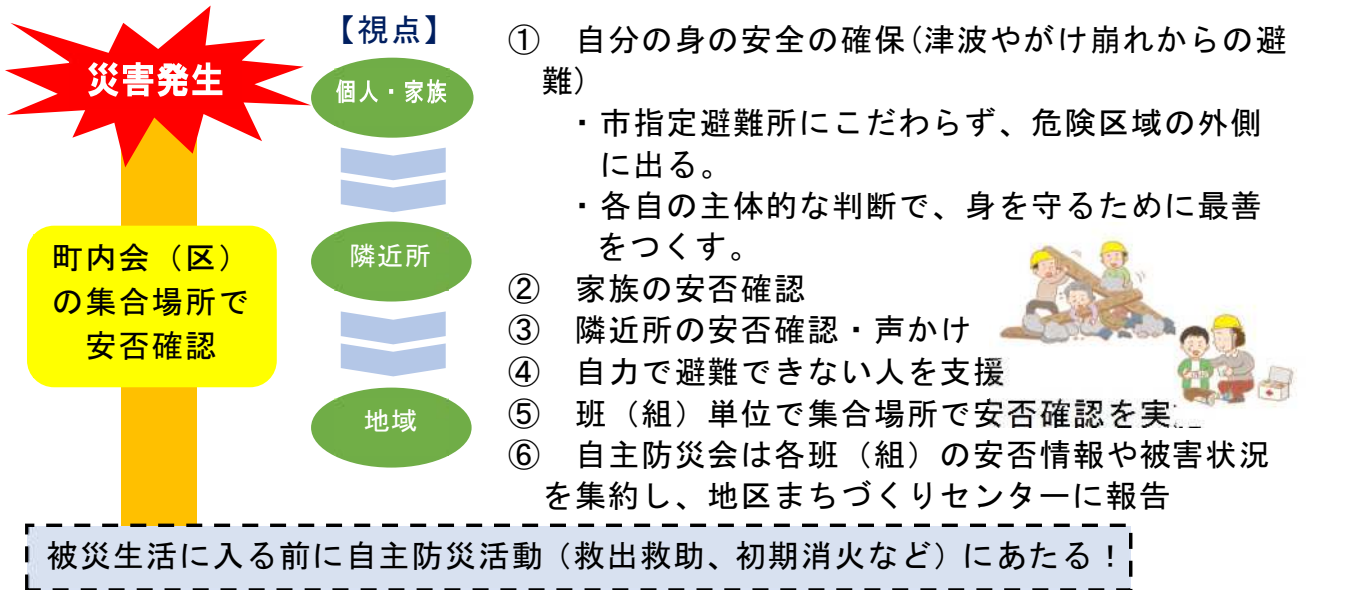 災害発生
町内会（区）
の集合場所で
安否確認
【視点】
個人・家族
隣近所
地域
① 自分の身の安全の確保(津波やがけ崩れからの避
難)
・市指定避難所にこだわらず、危険区域の外側
に出る。
・各自の主体的な判断で、身を守るために最善
をつくす。
② 家族の安否確認
③ 隣近所の安否確認・声かけ
④ 自力で避難できない人を支援
⑤ 班（組）単位で集合場所で安否確認を実
⑥ 自主防災会は各班（組）の安否情報や被害状況
を集約し、地区まちづくりセンターに報告
被災生活に入る前に自主防災活動（救出救助、初期消火など）にあたる！